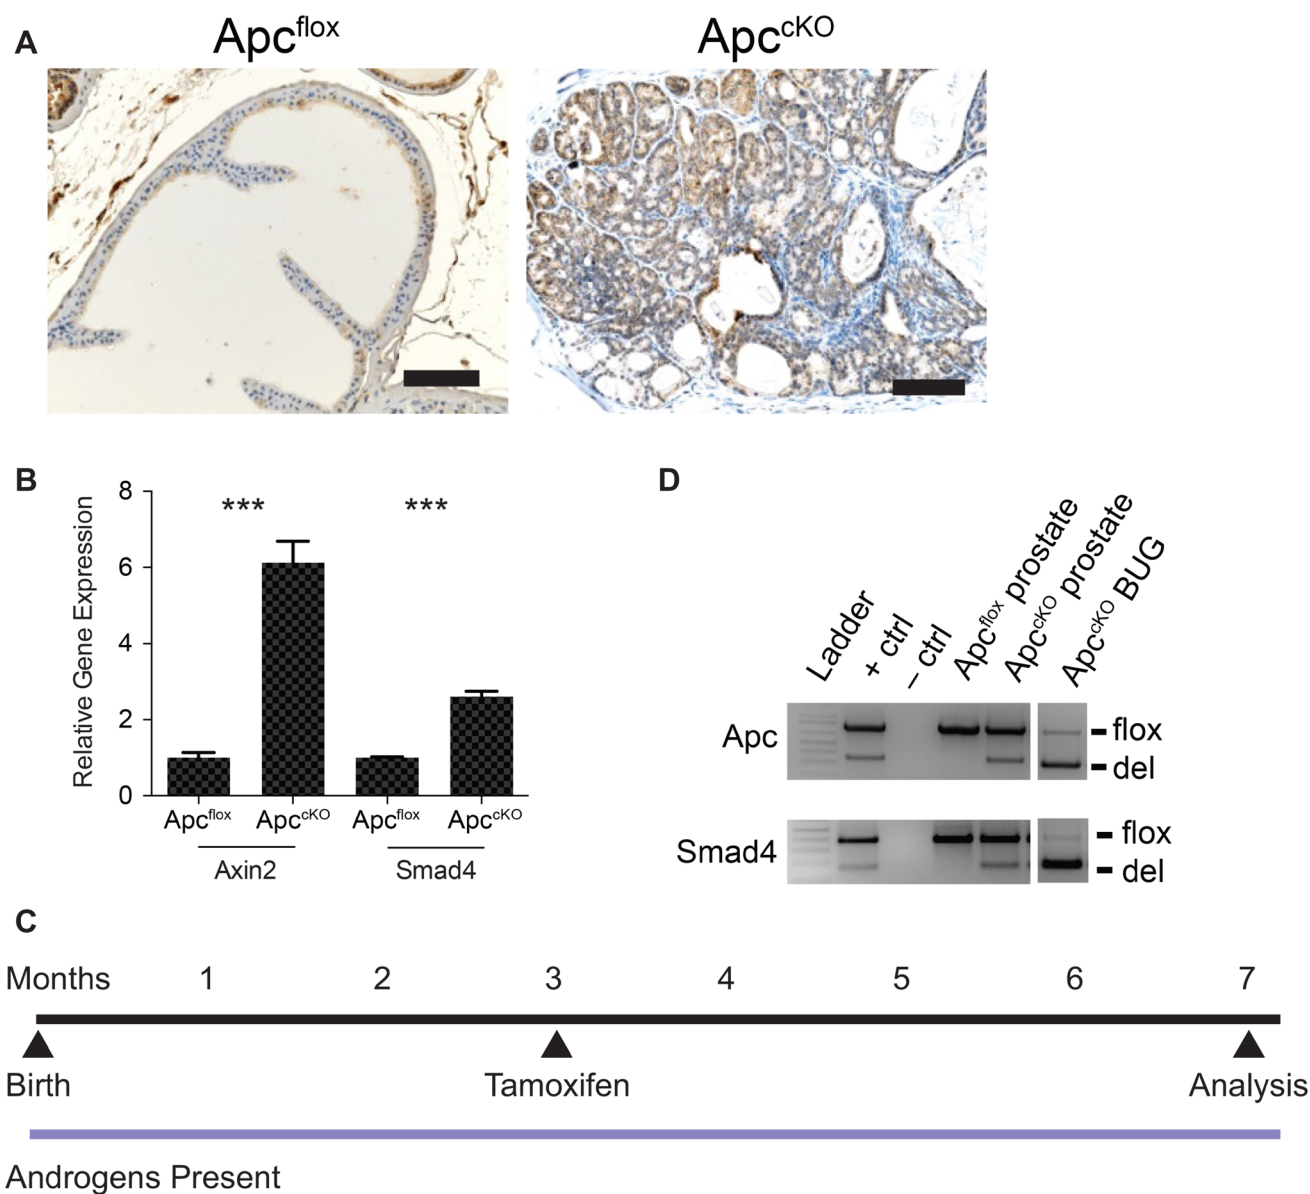 A
Apcflox
ApccKO
B
Relative Gene Expression
8
6
4
2
0
***
***
Apcflox
ApccKO
Apcflox
ApccKO
Axin2
Smad4
D
Ladder
+ ctrl
– ctrl
Apcflox prostate
ApccKO prostate
ApccKO BUG
Apc
flox
del
Smad4
flox
del
C
Months 1 2 3 4 5 6 7
Birth Tamoxifen Analysis
Androgens Present